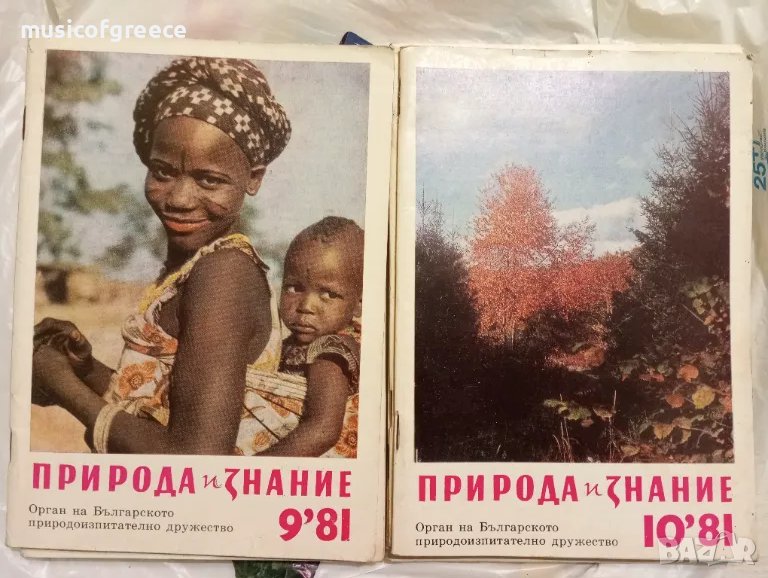 musicofgreece
ПРИРОДА и ЗНАНИЕ
Орган на Българското
природоизпитателно дружество
9'81
ПРИРОДА и ЗНАНИЕ
Орган на Българското
природоизпитателно дружество
10'81
BAZAR